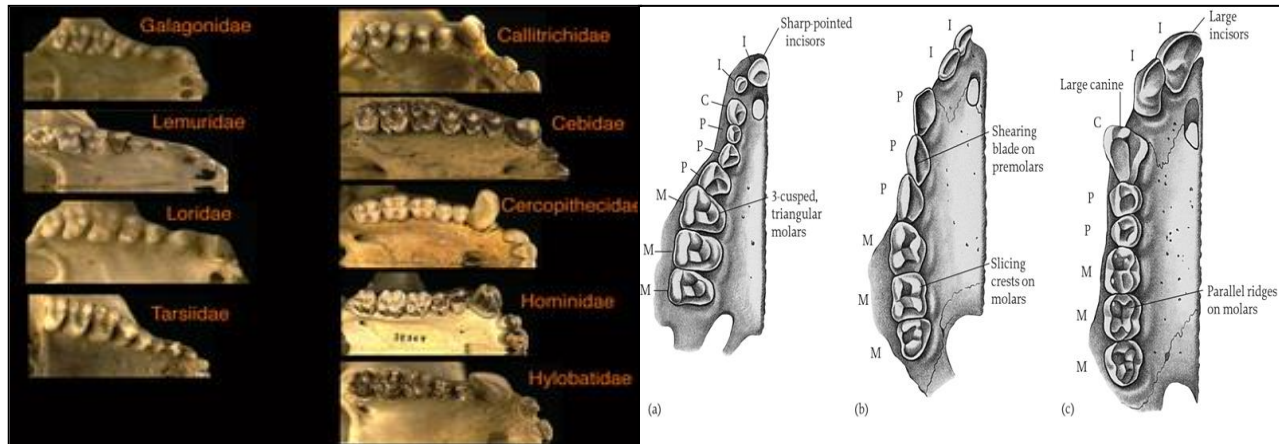 Galagonidae
Lemuridae
Loridae
Tarsiidae
Callitrichidae
Cebidae
Cercopithecidae
Hominidae
Hylobatidae
I
I
C
P
P
P
M
M
M
Sharp-pointed
incisors
3-cusped,
triangular
molars
(a)
I
I
P
P
P
M
M
M
Shearing
blade on
premolars
Slicing
crests on
molars
(b)
I
I
C
P
P
M
M
M
Large
incisors
Large canine
Parallel ridges
on molars
(c)